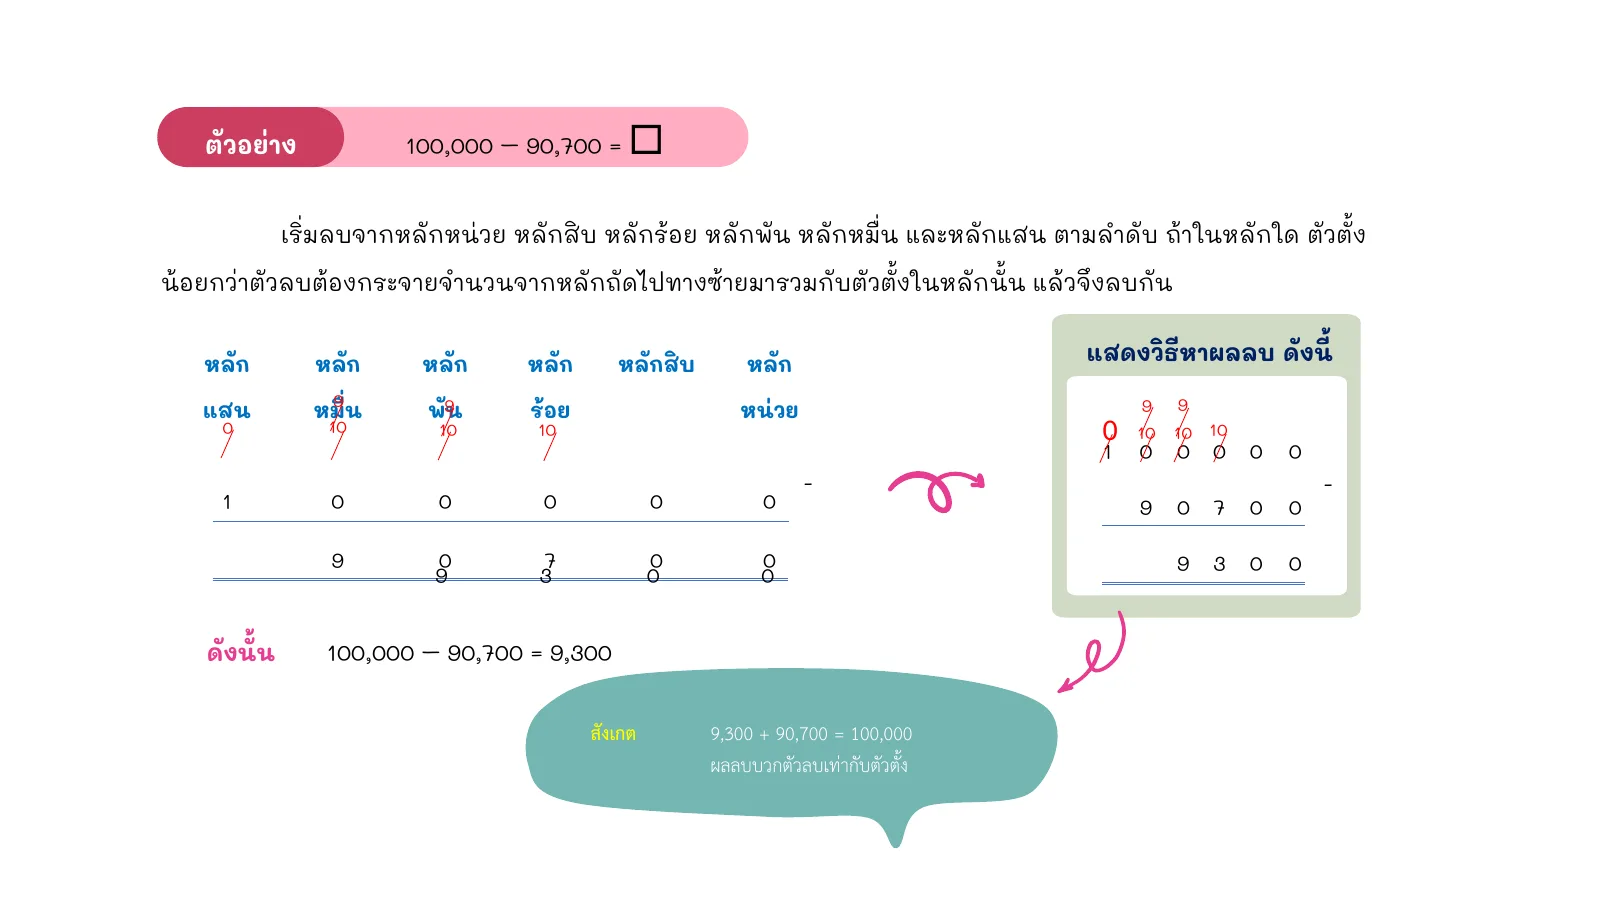 ตัวอย่าง 100,000 – 90,700 = □
เริ่มลบจากหลักหน่วย หลักสิบ หลักร้อย หลักพัน หลักหมื่น และหลักแสน ตามลำดับ ถ้าในหลักใด ตัวตั้ง
น้อยกว่าตัวลบต้องกระจายจำนวนจากหลักถัดไปทางซ้ายมารวมกับตัวตั้งในหลักนั้น แล้วจึงลบกัน
หลัก หลัก หลัก หลัก หลักสิบ หลัก
แสน หมื่น พัน ร้อย หน่วย
9 9
0 10 10 10
1 0 0 0 0 0
-
9 0 7 0 0
9 3 0 0
แสดงวิธีหาผลลบ ดังนี้
9 9
0 10 10 10
1 0 0 0 0 0
-
9 0 7 0 0
9 3 0 0
ดังนั้น 100,000 – 90,700 = 9,300
สังเกต 9,300 + 90,700 = 100,000
ผลลบบวกตัวลบเท่ากับตัวตั้ง